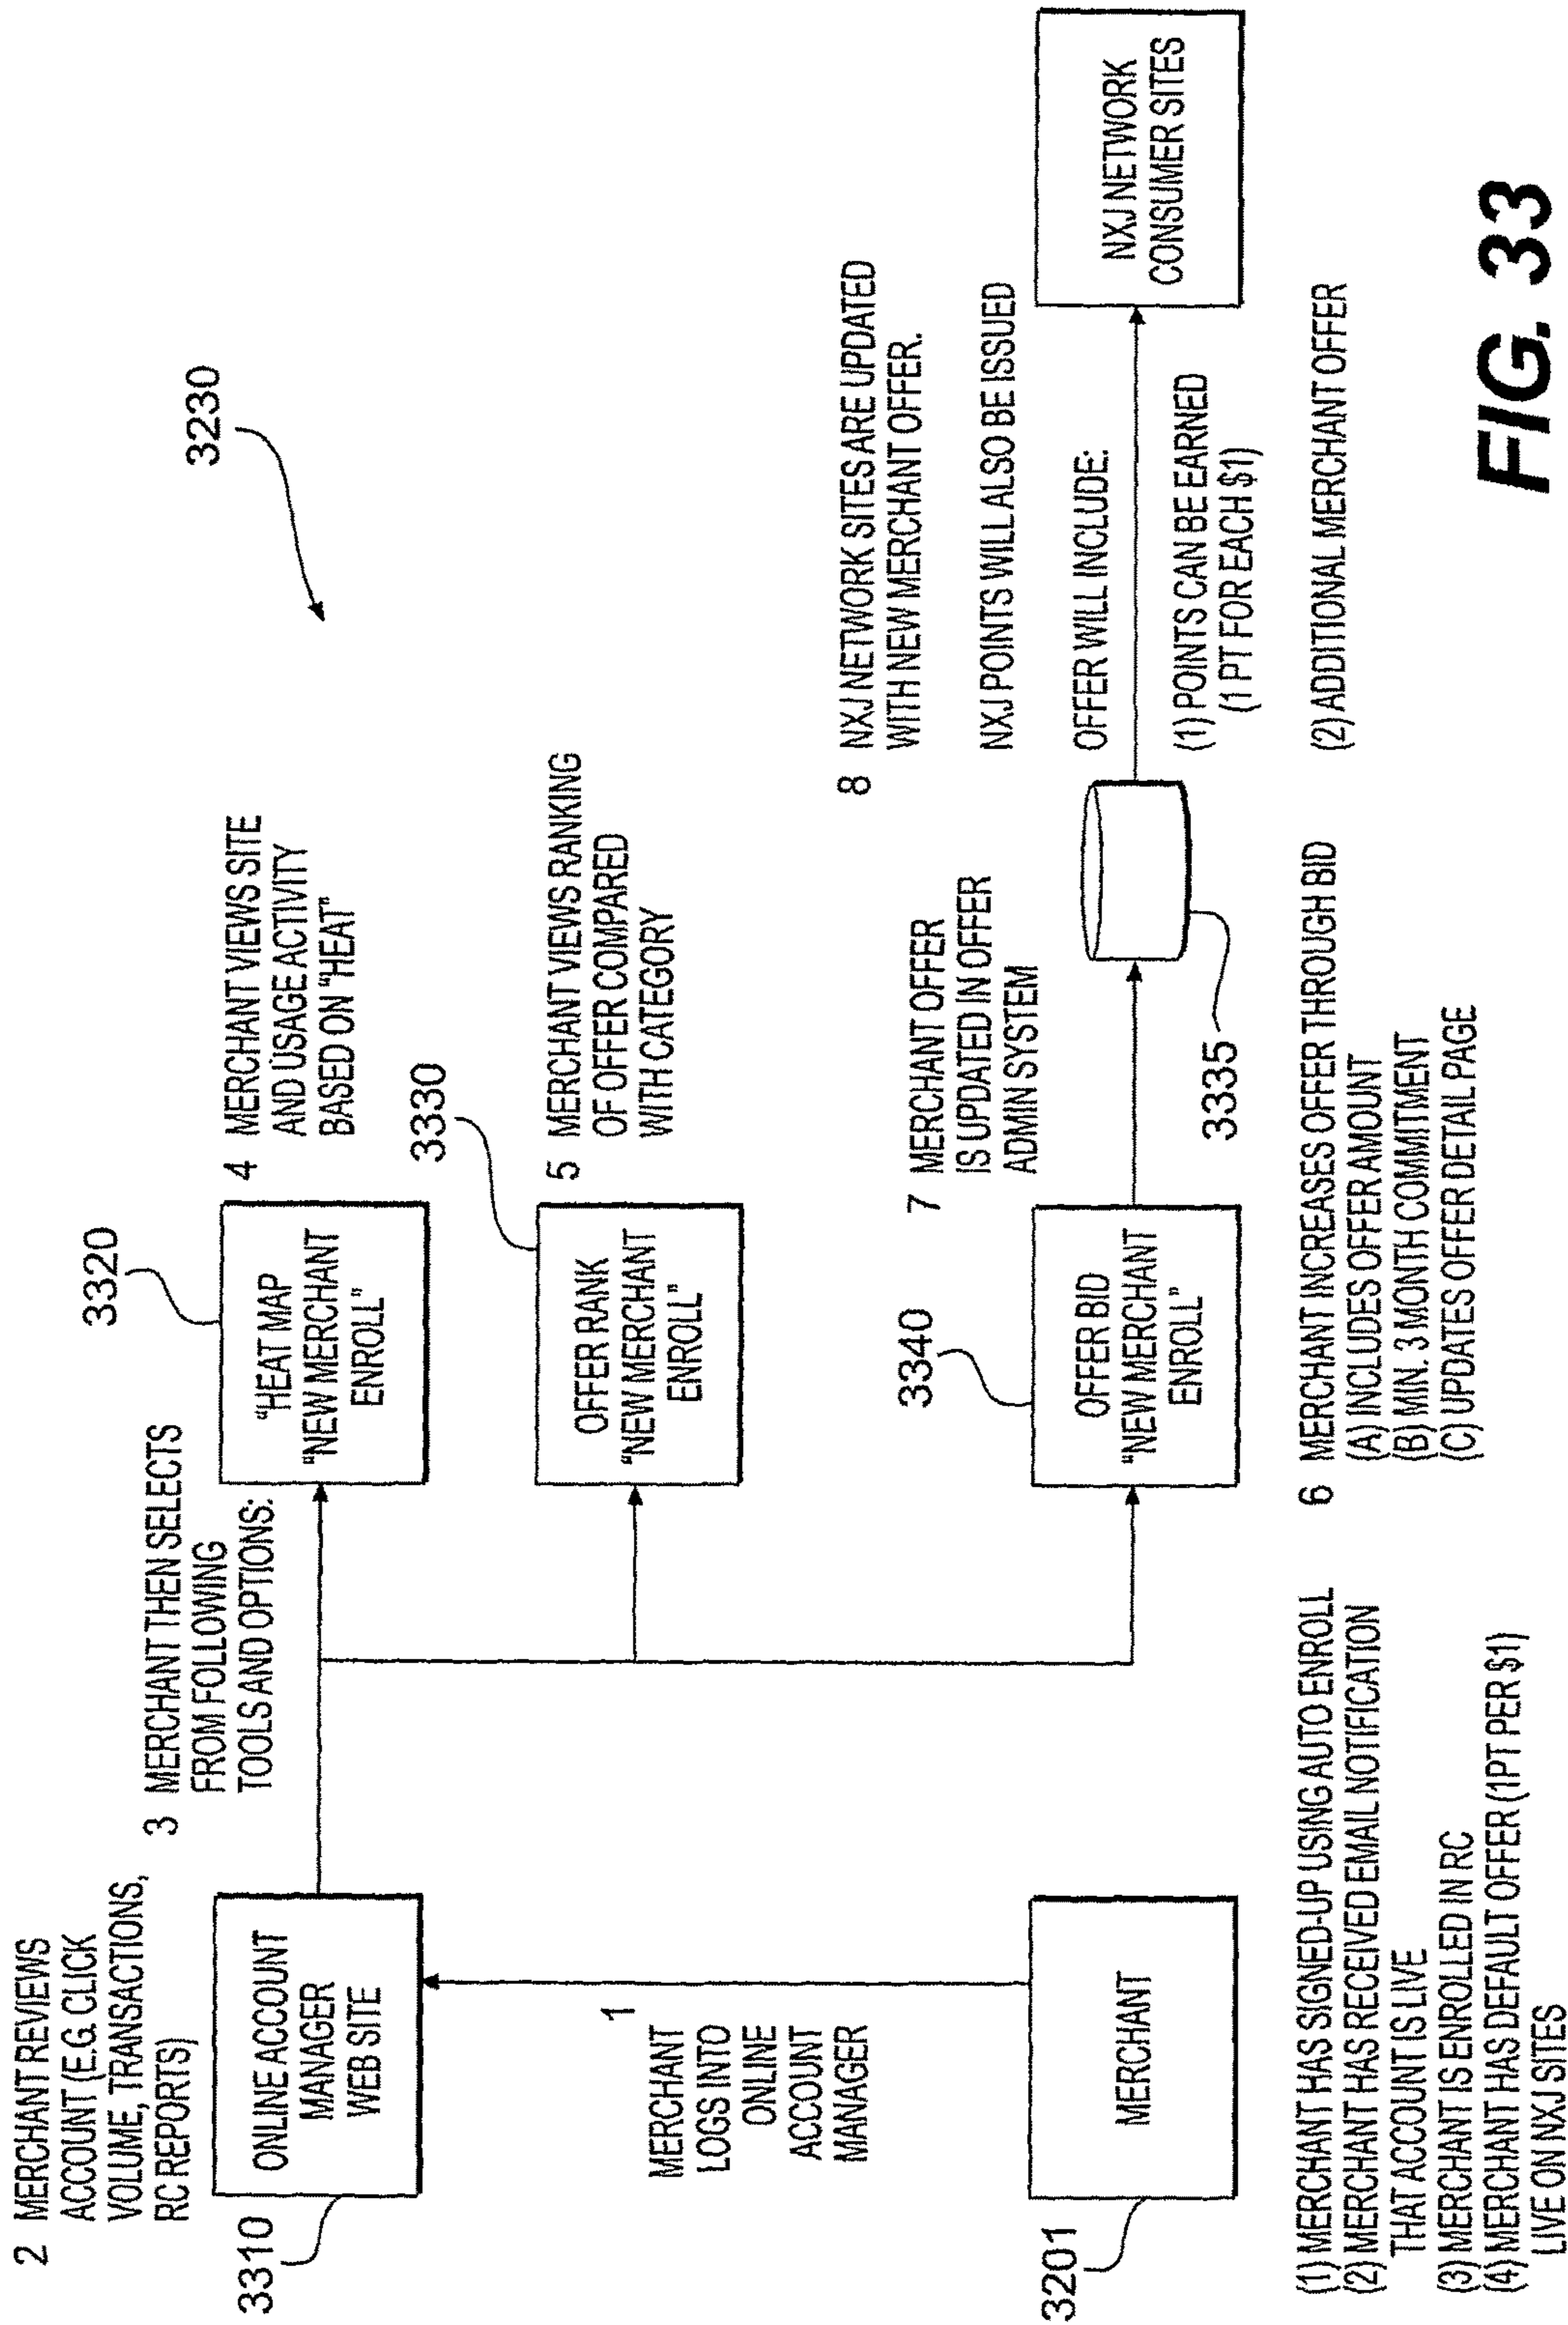 3230
2 MERCHANT REVIEWS
ACCOUNT (E.G. CLICK
VOLUME, TRANSACTIONS,
RC REPORTS)
3310
ONLINE ACCOUNT
MANAGER
WEB SITE
1
MERCHANT
LOGS INTO
ONLINE
ACCOUNT
MANAGER
3201
MERCHANT
(1) MERCHANT HAS SIGNED-UP USING AUTO ENROLL
(2) MERCHANT HAS RECEIVED EMAIL NOTIFICATION
THAT ACCOUNT IS LIVE
(3) MERCHANT IS ENROLLED IN RC
(4) MERCHANT HAS DEFAULT OFFER (1PT PER $1)
LIVE ON NXJ SITES
3 MERCHANT THEN SELECTS
FROM FOLLOWING
TOOLS AND OPTIONS:
3320
"HEAT MAP
"NEW MERCHANT
ENROLL"
4 MERCHANT VIEWS SITE
AND USAGE ACTIVITY
BASED ON "HEAT"
3330
OFFER RANK
"NEW MERCHANT
ENROLL"
5 MERCHANT VIEWS RANKING
OF OFFER COMPARED
WITH CATEGORY
3340
OFFER BID
"NEW MERCHANT
ENROLL"
6 MERCHANT INCREASES OFFER THROUGH BID
(A) INCLUDES OFFER AMOUNT
(B) MIN. 3 MONTH COMMITMENT
(C) UPDATES OFFER DETAIL PAGE
7 MERCHANT OFFER
IS UPDATED IN OFFER
ADMIN SYSTEM
3335
8 NXJ NETWORK SITES ARE UPDATED
WITH NEW MERCHANT OFFER.
NXJ POINTS WILL ALSO BE ISSUED
OFFER WILL INCLUDE:
(1) POINTS CAN BE EARNED
(1 PT FOR EACH $1)
(2) ADDITIONAL MERCHANT OFFER
NXJ NETWORK
CONSUMER SITES
FIG. 33